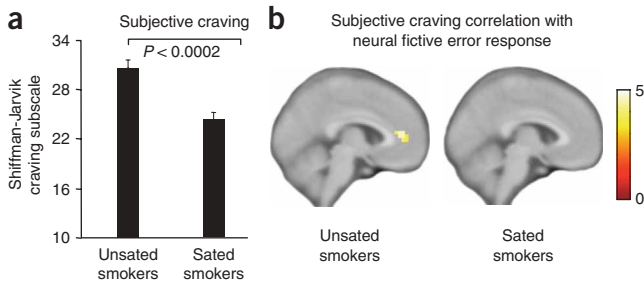 a
Subjective craving
P < 0.0002
Shiffman-Jarvik
craving subscale
34
28
22
16
10
Unsated
smokers
Sated
smokers
b
Subjective craving correlation with
neural fictive error response
5
0
Unsated
smokers
Sated
smokers